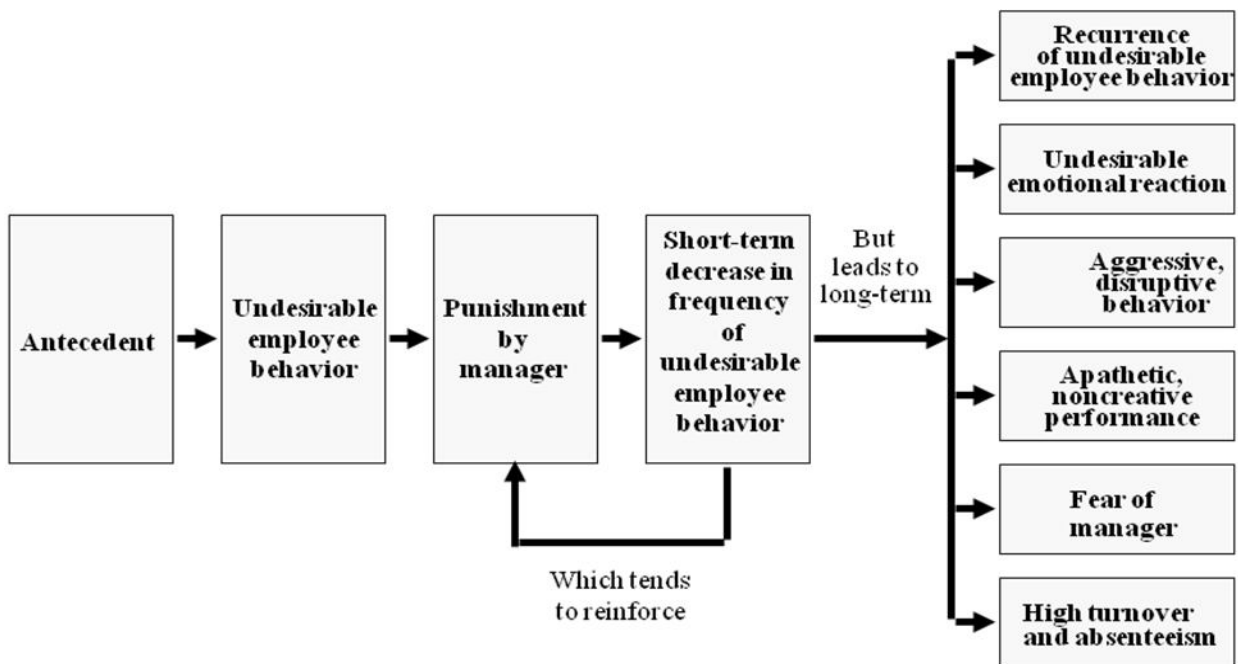 Antecedent
Undesirable
employee
behavior
Punishment
by
manager
Short-term
decrease in
frequency
of
undesirable
employee
behavior
Which tends
to reinforce
But
leads to
long-term
Recurrence
of undesirable
employee behavior
Undesirable
emotional reaction
Aggressive,
disruptive
behavior
Apathetic,
noncreative
performance
Fear of
manager
High turnover
and absenteeism